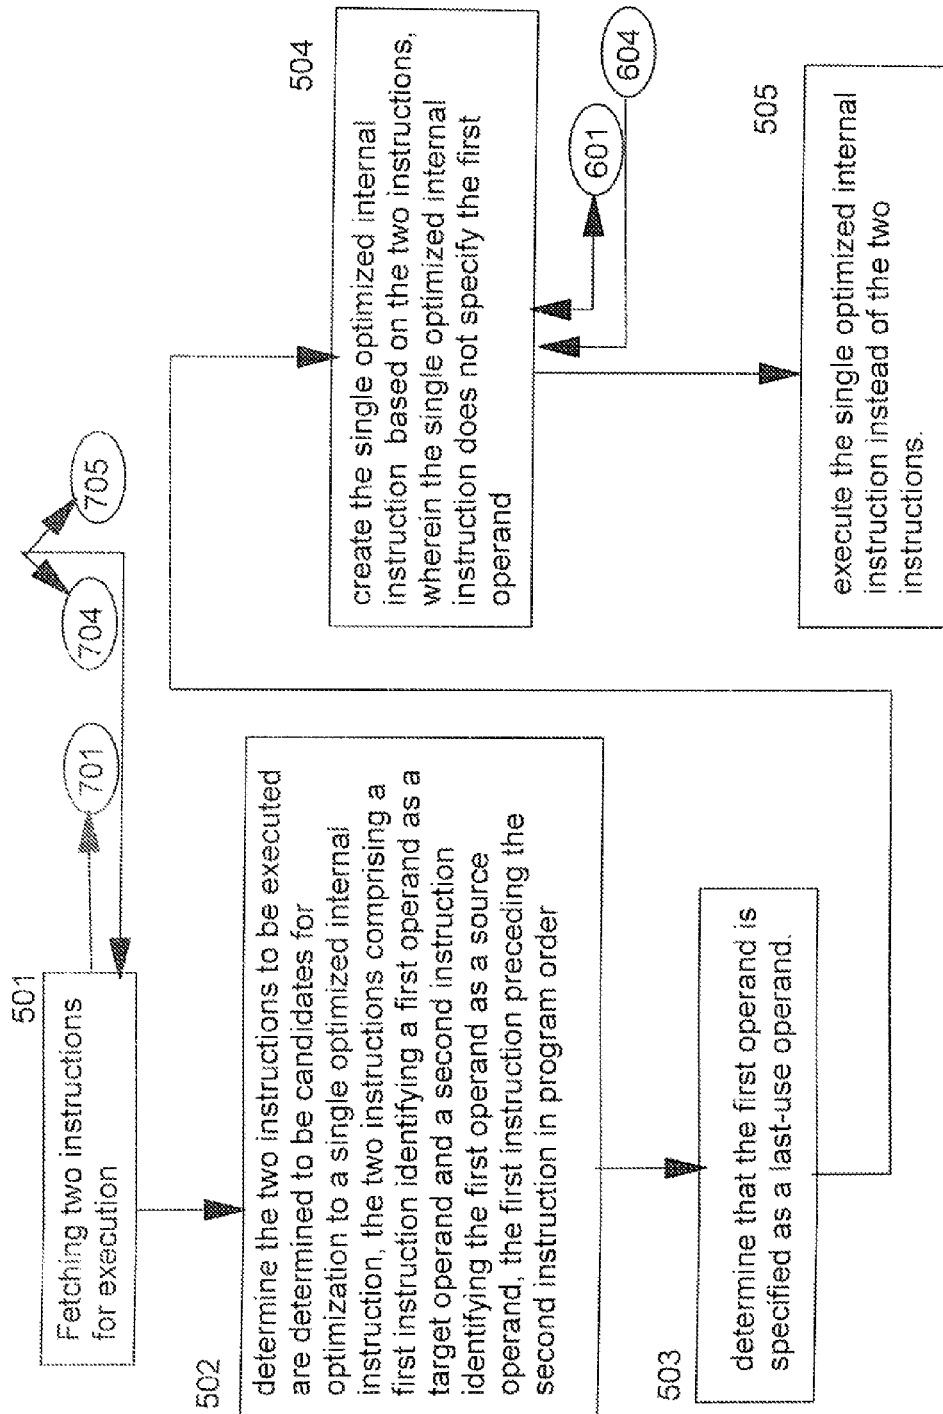 501
Fetching two instructions
for execution
701
704
705
502
determine the two instructions to be executed
are determined to be candidates for
optimization to a single optimized internal
instruction, the two instructions comprising a
first instruction identifying a first operand as a
target operand and a second instruction
identifying the first operand as a source
operand, the first instruction preceding the
second instruction in program order
503
determine that the first operand is
specified as a last-use operand.
504
create the single optimized internal
instruction based on the two instructions,
wherein the single optimized internal
instruction does not specify the first
operand
601
604
505
execute the single optimized internal
instruction instead of the two
instructions.